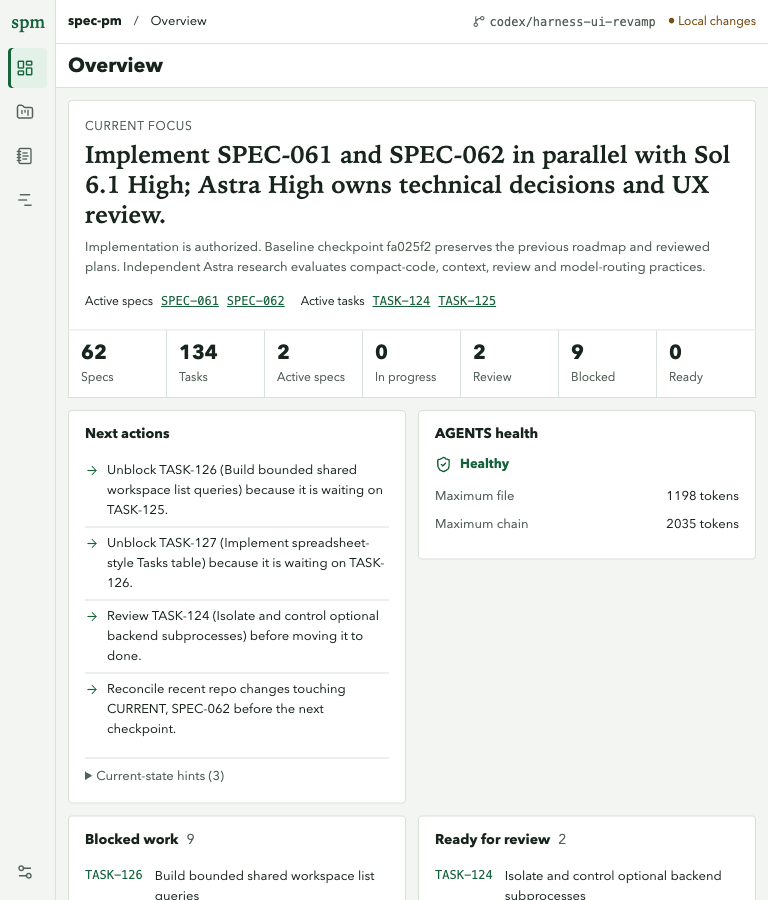 spm
spec-pm / Overview
codex/harness-ui-revamp
Local changes
Overview
CURRENT FOCUS
Implement SPEC-061 and SPEC-062 in parallel with Sol
6.1 High; Astra High owns technical decisions and UX
review.
Implementation is authorized. Baseline checkpoint fa025f2 preserves the previous roadmap and reviewed
plans. Independent Astra research evaluates compact-code, context, review and model-routing practices.
Active specs SPEC-061 SPEC-062 Active tasks TASK-124 TASK-125
62 134 2 0 2 9 0
Specs Tasks Active specs In progress Review Blocked Ready
Next actions
Unblock TASK-126 (Build bounded shared
workspace list queries) because it is waiting on
TASK-125.
Unblock TASK-127 (Implement spreadsheet-
style Tasks table) because it is waiting on TASK-
126.
Review TASK-124 (Isolate and control optional
backend subprocesses) before moving it to
done.
Reconcile recent repo changes touching
CURRENT, SPEC-062 before the next
checkpoint.
Current-state hints (3)
AGENTS health
Healthy
Maximum file 1198 tokens
Maximum chain 2035 tokens
Blocked work 9
TASK-126 Build bounded shared workspace list
queries
Ready for review 2
TASK-124 Isolate and control optional backend
subprocesses